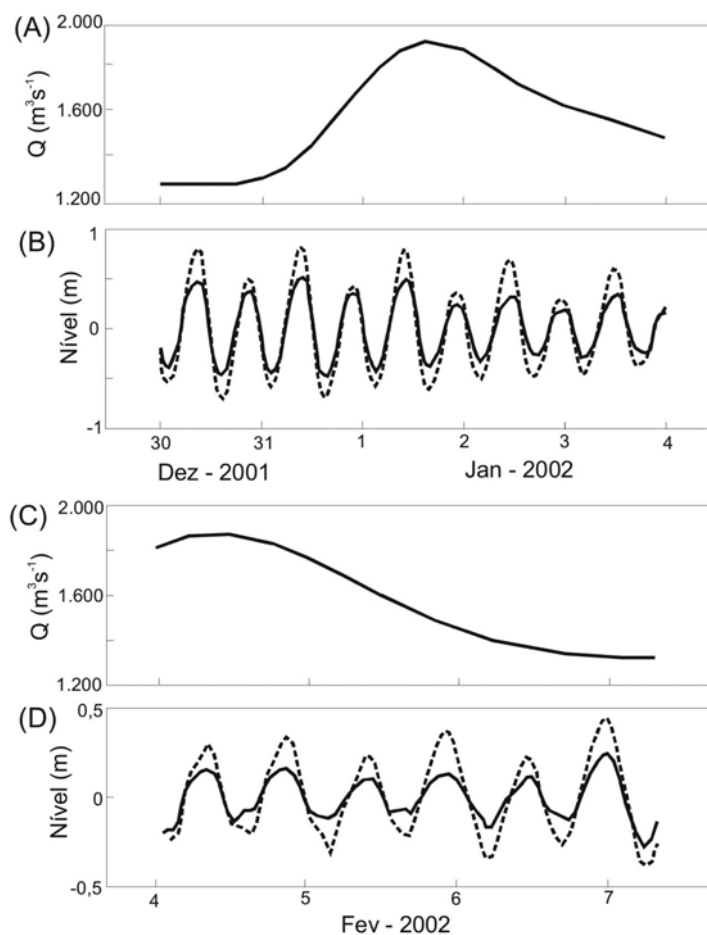 (A)
2.000
1.600
1.200
Q (m³s⁻¹)
(B)
1
0
-1
Nível (m)
30 31 1 2 3 4
Dez - 2001 Jan - 2002
(C)
2.000
1.600
1.200
Q (m³s⁻¹)
(D)
0,5
0
-0,5
Nível (m)
4 5 6 7
Fev - 2002